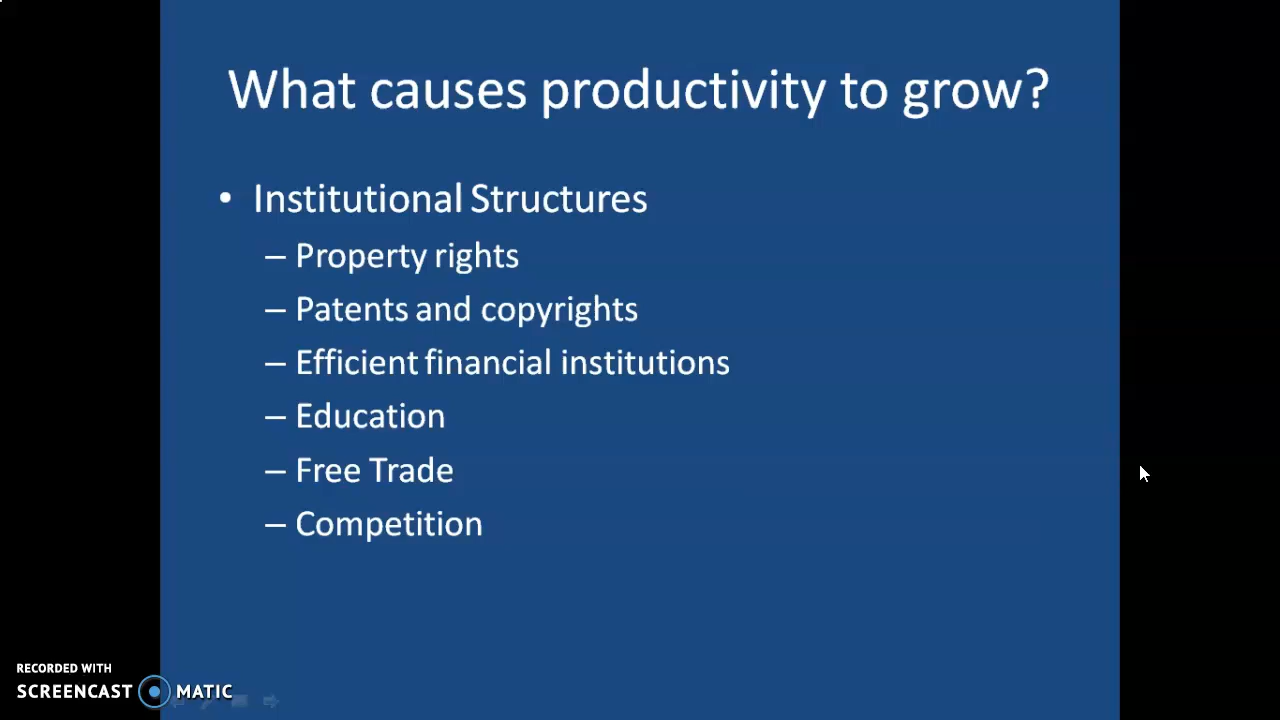 What causes productivity to grow?
• Institutional Structures
– Property rights
– Patents and copyrights
– Efficient financial institutions
– Education
– Free Trade
– Competition
RECORDED WITH
SCREENCAST MATIC